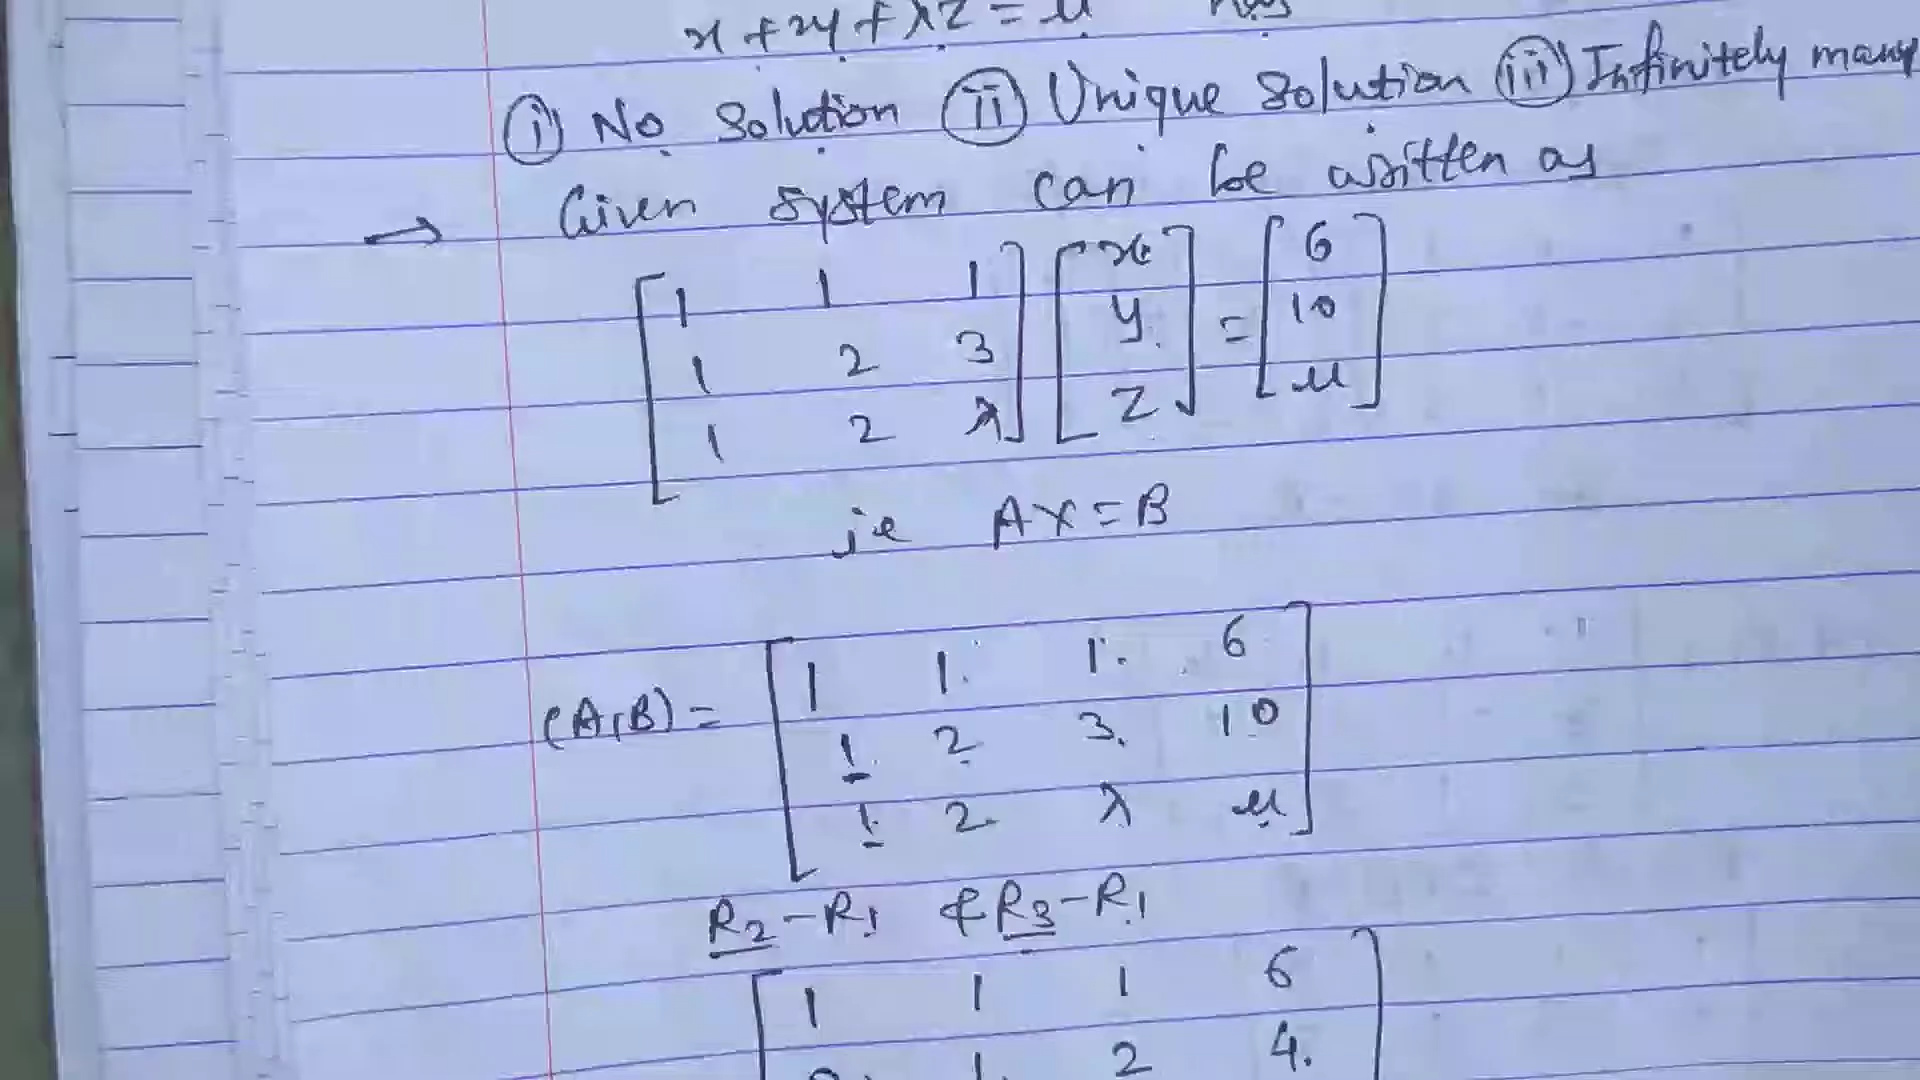 x + 2y + λz = μ has
(i) No Solution (ii) Unique Solution (iii) Infinitely many
→ Given system can be written as
[1 1 1] [x] = [6]
[1 2 3] [y] [10]
[1 2 λ] [z] [μ]
ie AX = B
(A,B) = [1 1 1 6]
[1 2 3 10]
[1 2 λ μ]
R2 - R1 & R3 - R1
[1 1 1 6]
0 1 2 4